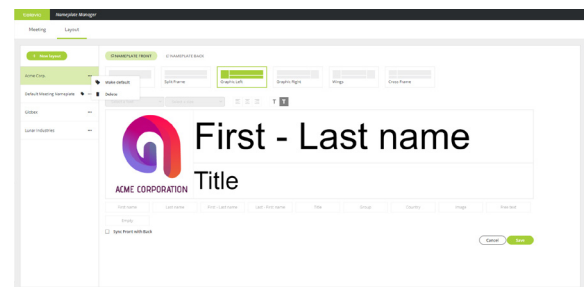 Nameplate Manager
Meeting Layout
+ New layout
NAMEPLATE FRONT NAMEPLATE BACK
Acme Corp.
Make default
Delete
Split Frame Graphic Left Graphic Right Wings Cross Frame
Default Meeting Nameplate
Lunar Industries
First - Last name
Title
ACME CORPORATION
First name Last name First - Last name Last - First name Title Group Country Image Free text
Empty
Sync Front with Back
Cancel Save